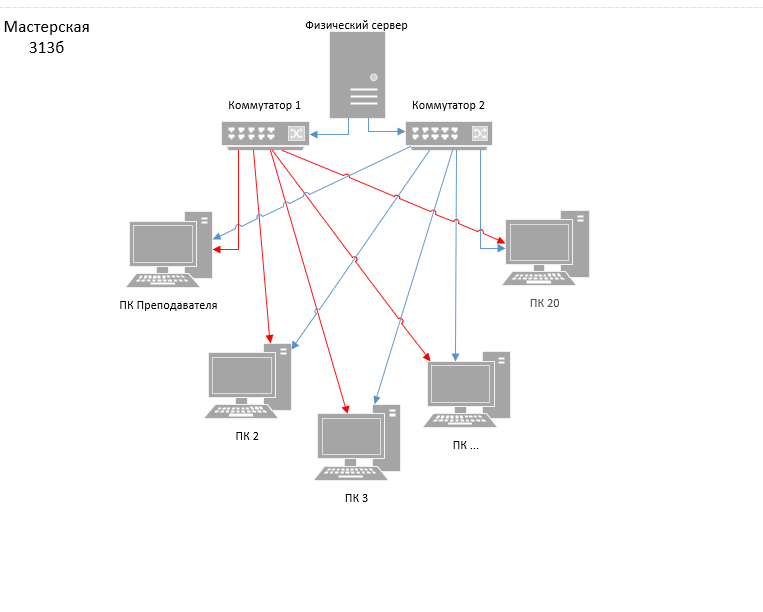 Мастерская
313б
Физический сервер
Коммутатор 1
Коммутатор 2
ПК Преподавателя
ПК 20
ПК 2
ПК ...
ПК 3